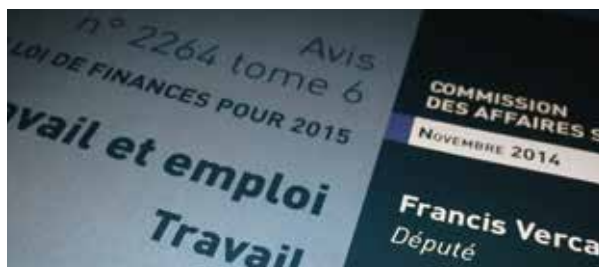 Avis
n° 2264 tome 6
LOI DE FINANCES POUR 2015
vail et emploi
Travail
COMMISSION
DES AFFAIRES S
NOVEMBRE 2014
Francis Verca
Député